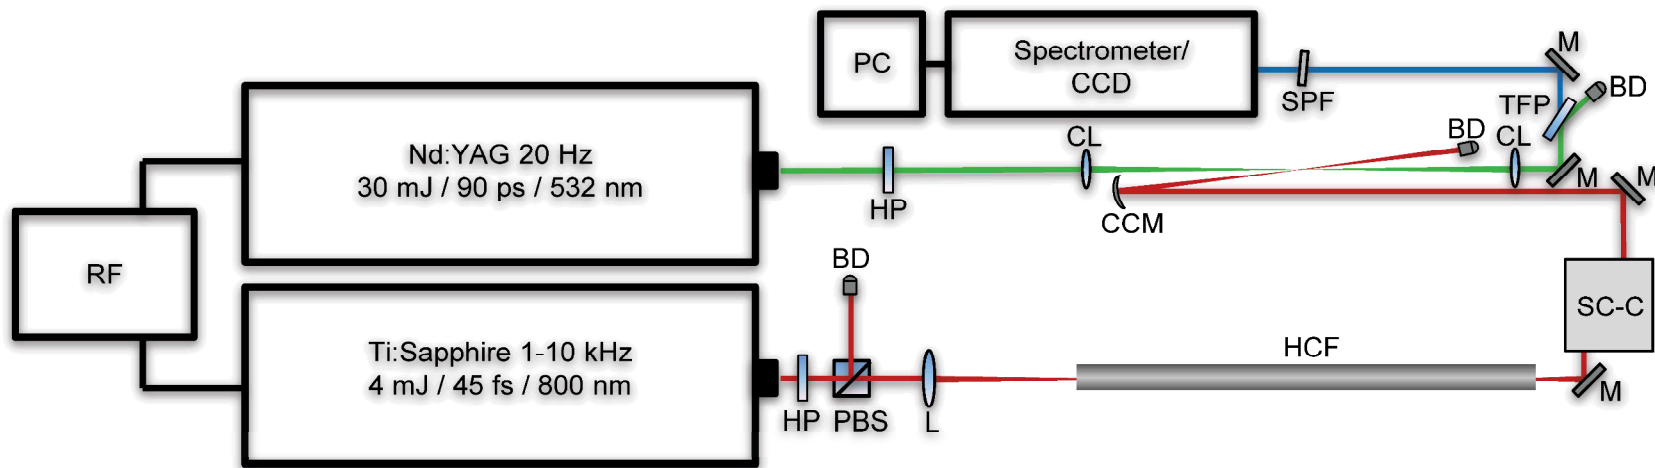 PC
Spectrometer/
CCD
SPF
M
TFP
BD
Nd:YAG 20 Hz
30 mJ / 90 ps / 532 nm
HP
CL
BD
CL
M
M
CCM
RF
BD
SC-C
Ti:Sapphire 1-10 kHz
4 mJ / 45 fs / 800 nm
HP
PBS
L
HCF
M